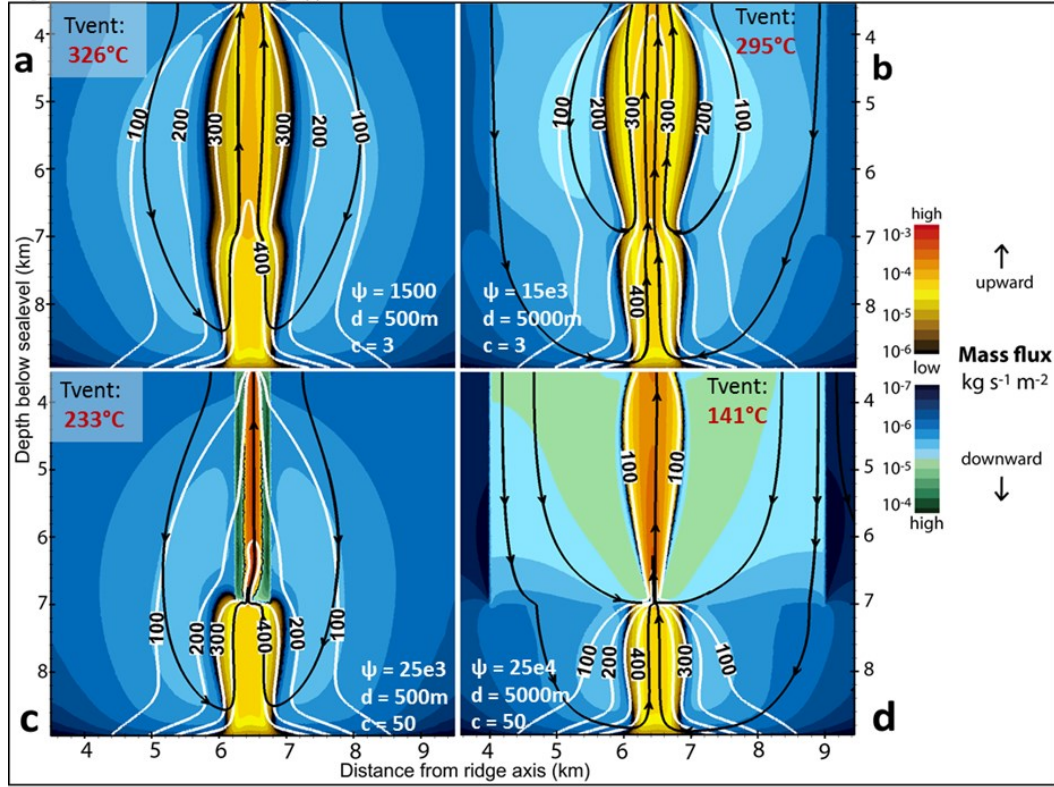 a
Tvent:
326°C
100
200
300
300
200
100
400
ψ = 1500
d = 500m
c = 3
b
Tvent:
295°C
100
200
300
300
200
100
400
ψ = 15e3
d = 5000m
c = 3
c
Tvent:
233°C
100
200
300
400
200
100
ψ = 25e3
d = 500m
c = 50
d
Tvent:
141°C
100
100
100
200
400
300
100
ψ = 25e4
d = 5000m
c = 50
4
5
6
7
8
4
5
6
7
8
4
5
6
7
8
4
5
6
7
8
Depth below sealevel (km)
4
5
6
7
8
9
4
5
6
7
8
9
Distance from ridge axis (km)
high
10-3
10-4
10-5
10-6
low
10-7
10-6
10-5
10-4
high
↑
upward
Mass flux
kg s-1 m-2
downward
↓